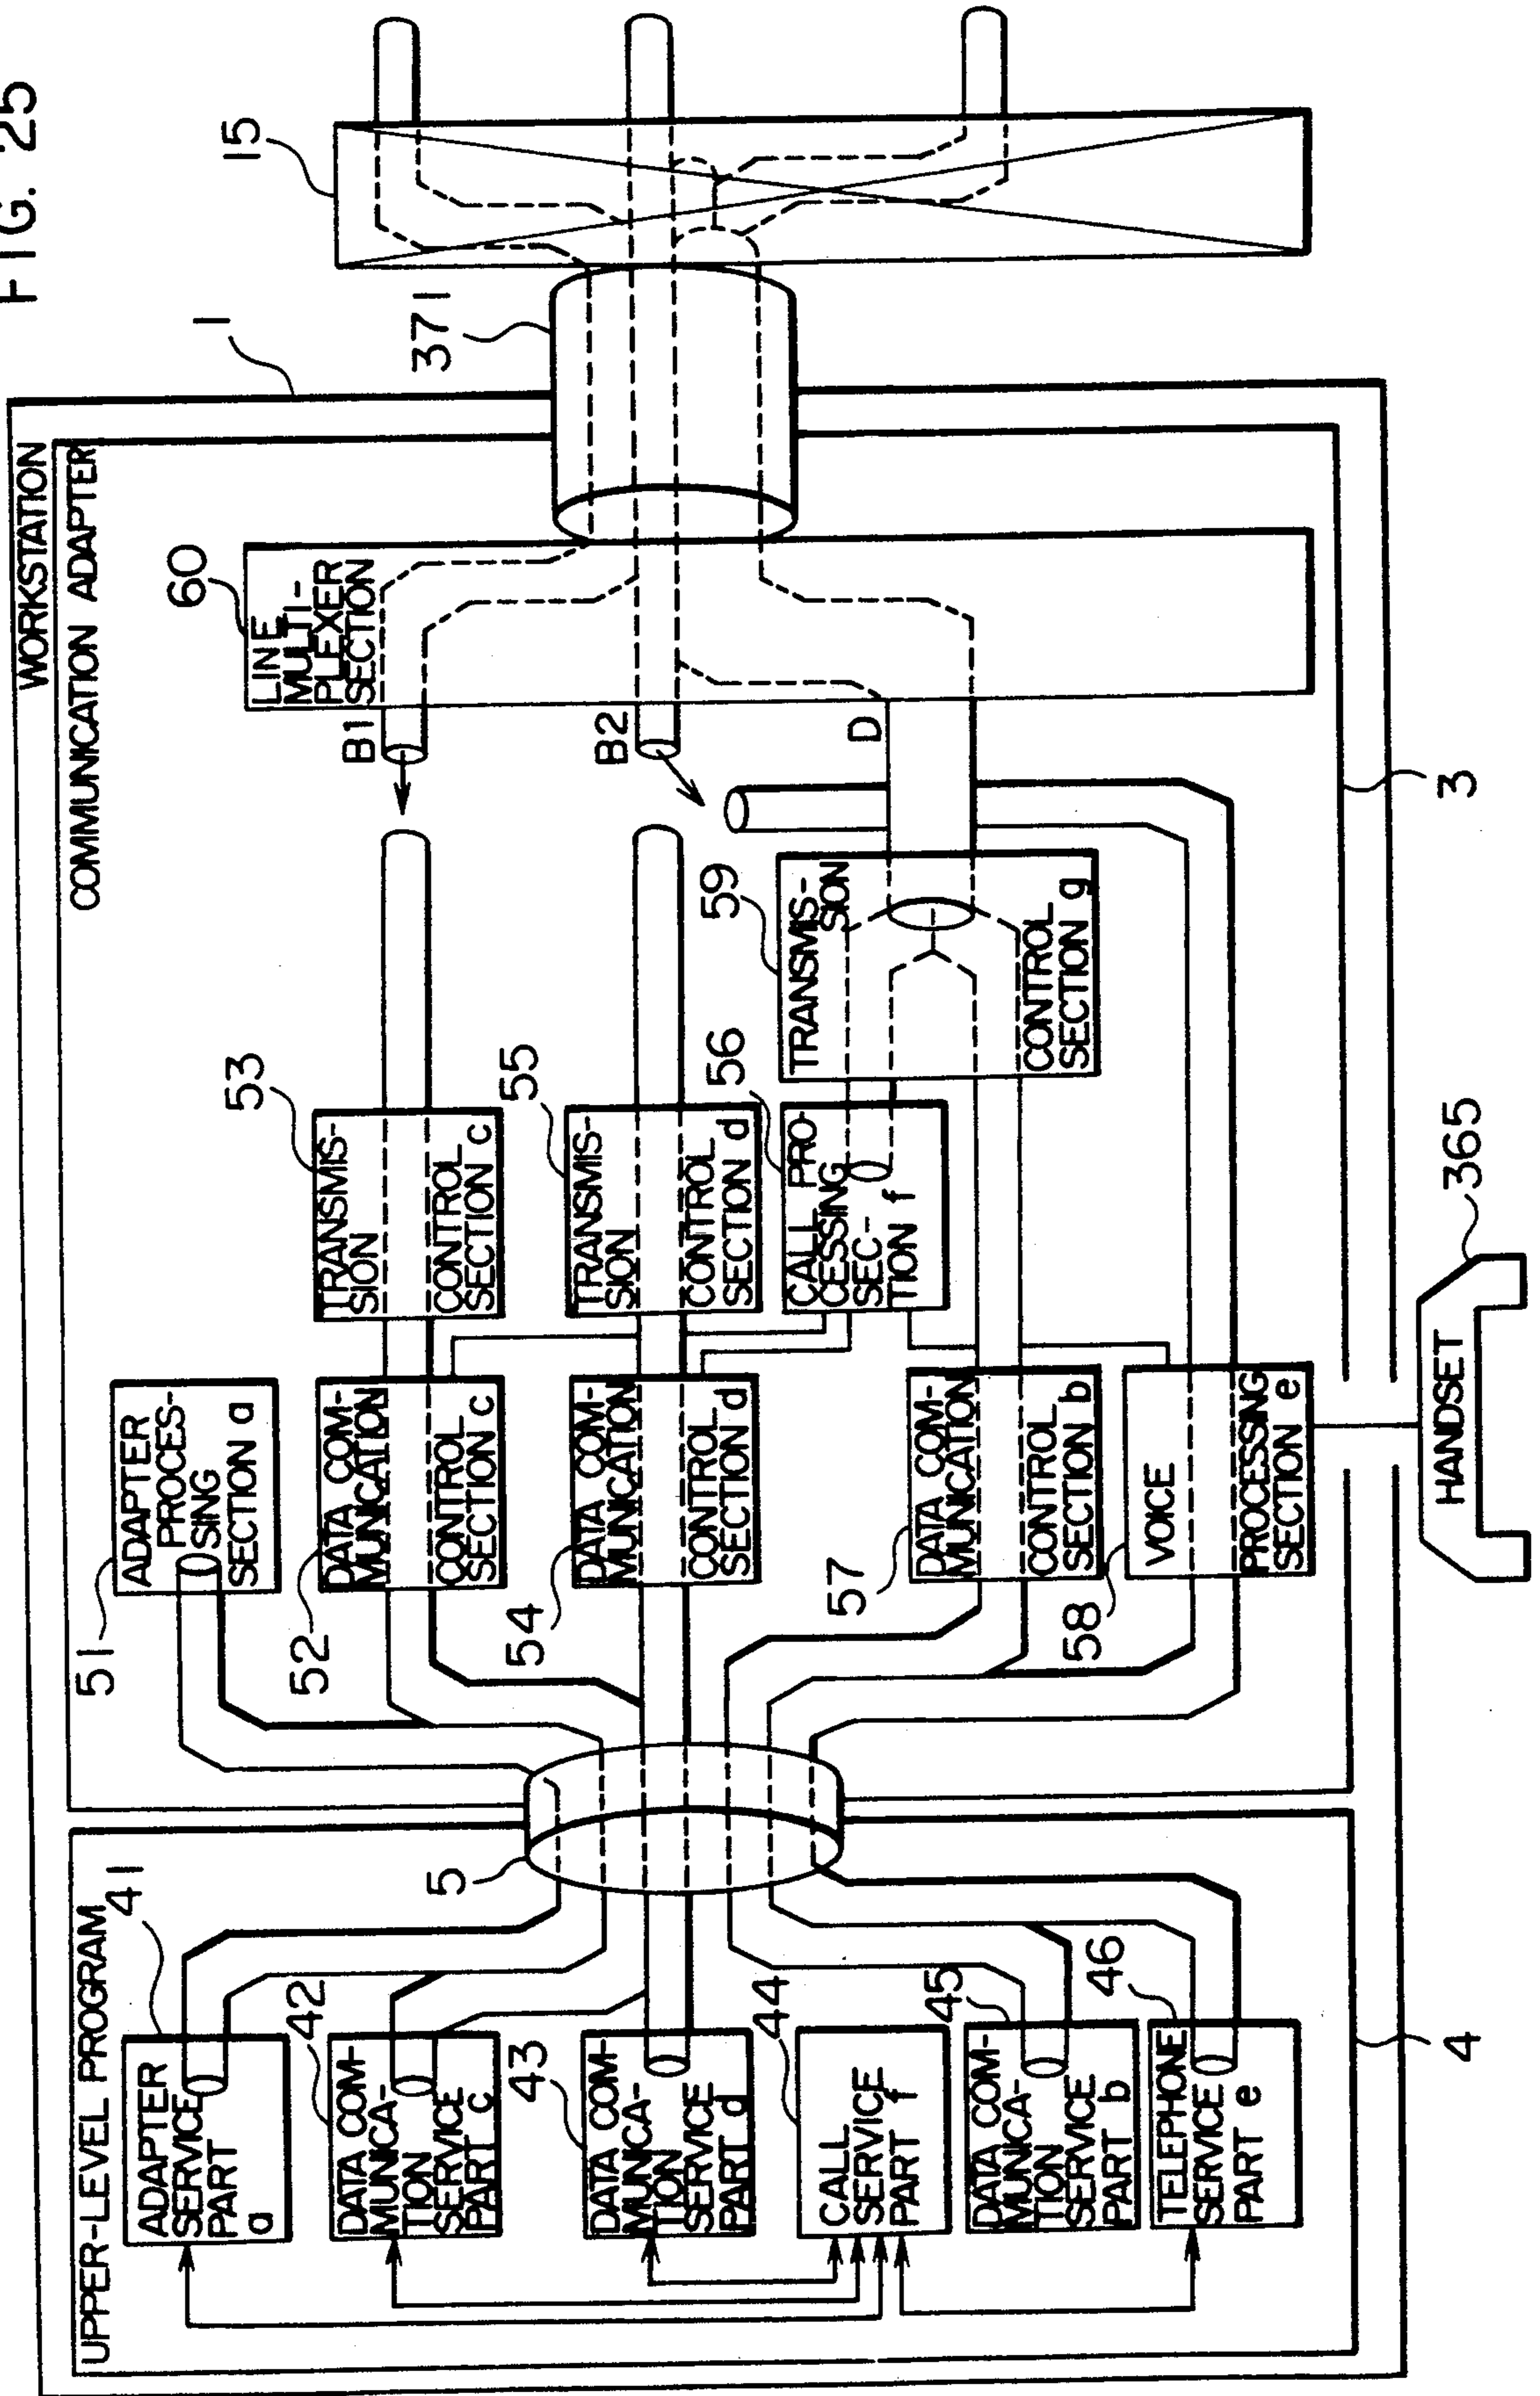 FIG. 25
WORKSTATION
1
COMMUNICATION ADAPTER
UPPER-LEVEL PROGRAM
41
ADAPTER
SERVICE
PART
a
42
DATA COM-
MUNICA-
TION
SERVICE
PART c
43
DATA COM-
MUNICA-
TION
SERVICE
PART d
44
CALL
SERVICE
PART f
45
DATA COM-
MUNICA-
TION
SERVICE
PART b
46
TELEPHONE
SERVICE
PART e
4
5
51
ADAPTER
PROCES-
SING
SECTION a
52
DATA COM-
MUNICATION
CONTROL
SECTION c
53
TRANSMIS-
SION
CONTROL
SECTION c
54
DATA COM-
MUNICATION
CONTROL
SECTION d
55
TRANSMIS-
SION
CONTROL
SECTION d
56
CALL PRO-
CESSING
SEC-
TION f
57
DATA COM-
MUNICATION
CONTROL
SECTION b
58
VOICE
PROCESSING
SECTION e
59
TRANSMIS-
SION
CONTROL
SECTION g
60
LINE
MULTI-
PLEXER
SECTION
B1
B2
D
371
15
3
HANDSET
365